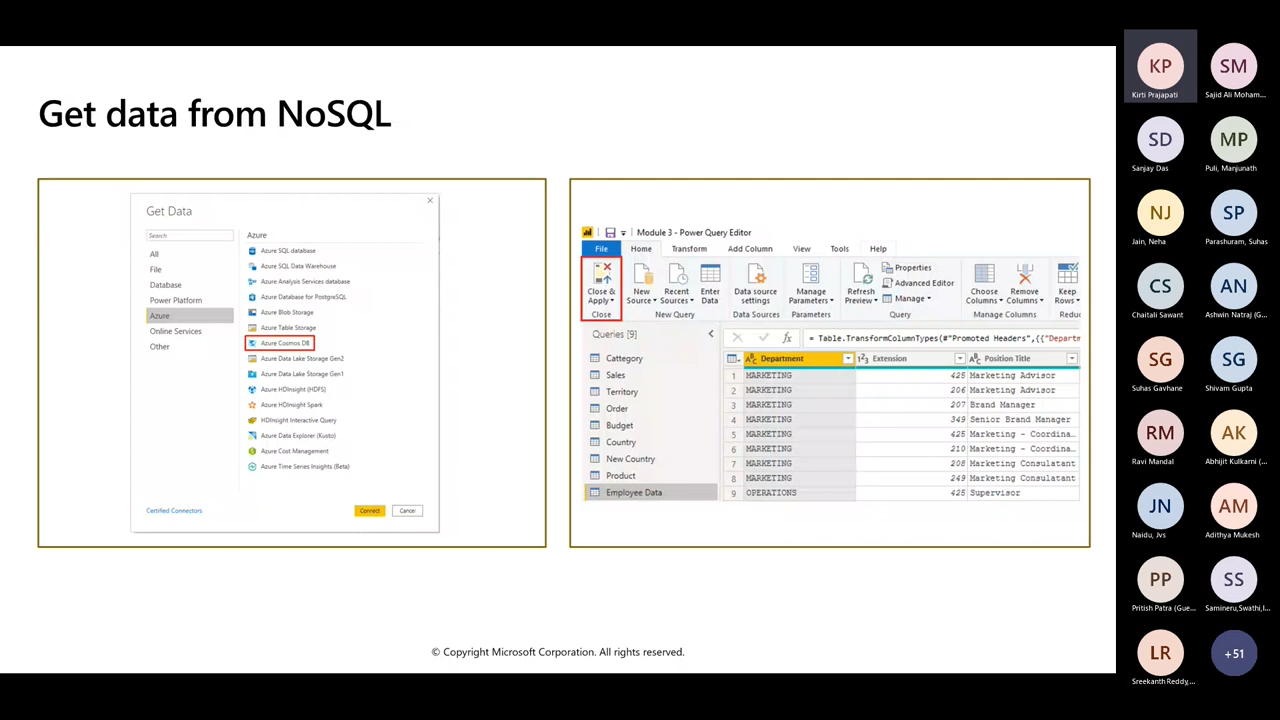 Get data from NoSQL
Get Data
Search
All
File
Database
Power Platform
Azure
Online Services
Other
Certified Connectors
Azure
Azure SQL database
Azure SQL Data Warehouse
Azure Analysis Services database
Azure Database for PostgreSQL
Azure Blob Storage
Azure Table Storage
Azure Cosmos DB
Azure Data Lake Storage Gen2
Azure Data Lake Storage Gen1
Azure HDInsight (HDFS)
Azure HDInsight Spark
HDInsight Interactive Query
Azure Data Explorer (Kusto)
Azure Cost Management
Azure Time Series Insights (Beta)
Connect
Cancel
Module 3 - Power Query Editor
File Home Transform Add Column View Tools Help
Close & Apply
Close
New Source
Recent Sources
Enter Data
New Query
Data source settings
Data Sources
Manage Parameters
Parameters
Refresh Preview
Properties
Advanced Editor
Manage
Query
Choose Columns
Remove Columns
Manage Columns
Keep Rows
Redu
Queries [9]
Category
Sales
Territory
Order
Budget
Country
New Country
Product
Employee Data
fx = Table.TransformColumnTypes(#"Promoted Headers",{{"Departm
Department 123 Extension Position Title
1 MARKETING 425 Marketing Advisor
2 MARKETING 206 Marketing Advisor
3 MARKETING 207 Brand Manager
4 MARKETING 349 Senior Brand Manager
5 MARKETING 425 Marketing - Coordina...
6 MARKETING 210 Marketing - Coordina...
7 MARKETING 208 Marketing Consulatant
8 MARKETING 249 Marketing Consulatant
9 OPERATIONS 425 Supervisor
© Copyright Microsoft Corporation. All rights reserved.
KP
Kirti Prajapati
SM
Sajid Ali Moham...
SD
Sanjay Das
MP
Puli, Manjunath
NJ
Jain, Neha
SP
Parashuram, Suhas
CS
Chaitali Sawant
AN
Ashwin Natraj (G...
SG
Suhas Gavhane
SG
Shivam Gupta
RM
Ravi Mandal
AK
Abhijit Kulkarni (...
JN
Naidu, Jvs
AM
Adithya Mukesh
PP
Pritish Patra (Gue...
SS
Samineru,Swathi,I...
LR
Sreekanth Reddy,...
+51